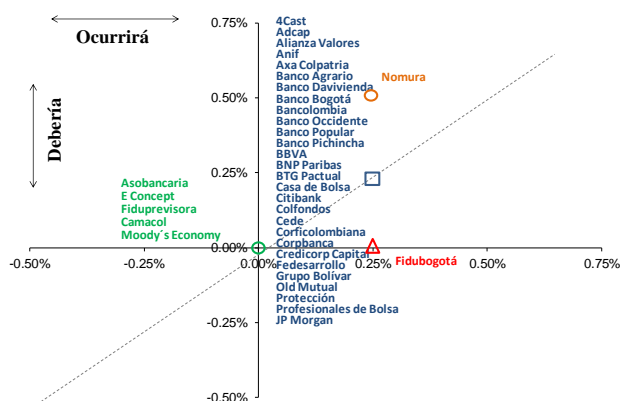 Ocurrirá
Debería
0.75%
0.50%
0.25%
0.00%
-0.25%
-0.50%
-0.50%
-0.25%
0.00%
0.25%
0.50%
0.75%
4Cast
Adcap
Alianza Valores
Anif
Axa Colpatria
Banco Agrario
Banco Davivienda
Banco Bogotá
Bancolombia
Banco Occidente
Banco Popular
Banco Pichincha
BBVA
BNP Paribas
BTG Pactual
Casa de Bolsa
Citibank
Colfondos
Cede
Corficolombiana
Corpbanca
Credicorp Capital
Fedesarrollo
Grupo Bolívar
Old Mutual
Protección
Profesionales de Bolsa
JP Morgan
Nomura
Asobancaria
E Concept
Fiduprevisora
Camacol
Moody´s Economy
Fidubogotá